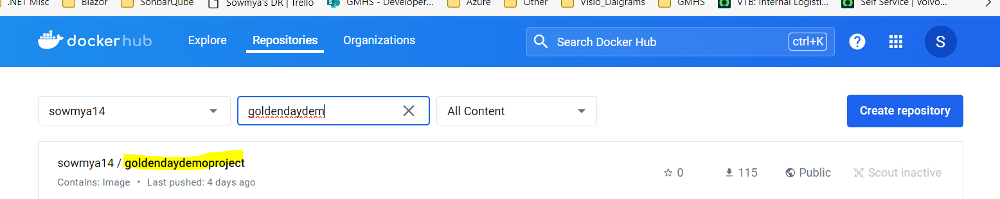 .NET Misc Blazor SonbarQube Sowmya's DR | Trello GMHS - Developer... Azure Other Visio_Daigrams GMHS VTB: Internal Logisti... Self Service | Volvo...
dockerhub Explore Repositories Organizations Search Docker Hub ctrl+K ? S
sowmya14 goldendaydem All Content Create repository
sowmya14 / goldendaydemoproject
0 115 Public Scout inactive
Contains: Image • Last pushed: 4 days ago